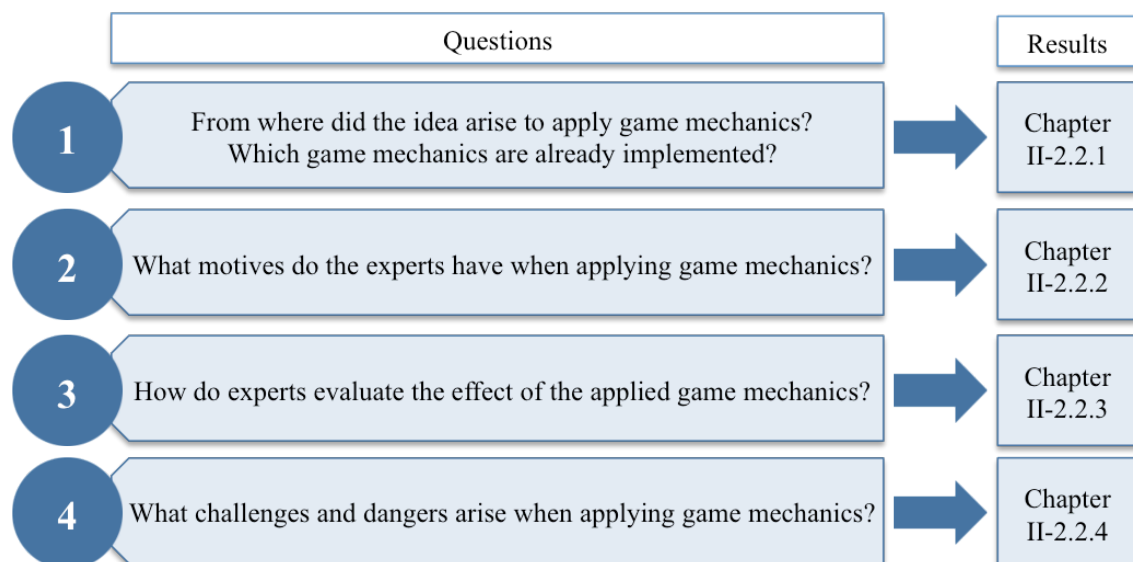 Questions
Results
1
From where did the idea arise to apply game mechanics?
Which game mechanics are already implemented?
Chapter
II-2.2.1
2
What motives do the experts have when applying game mechanics?
Chapter
II-2.2.2
3
How do experts evaluate the effect of the applied game mechanics?
Chapter
II-2.2.3
4
What challenges and dangers arise when applying game mechanics?
Chapter
II-2.2.4